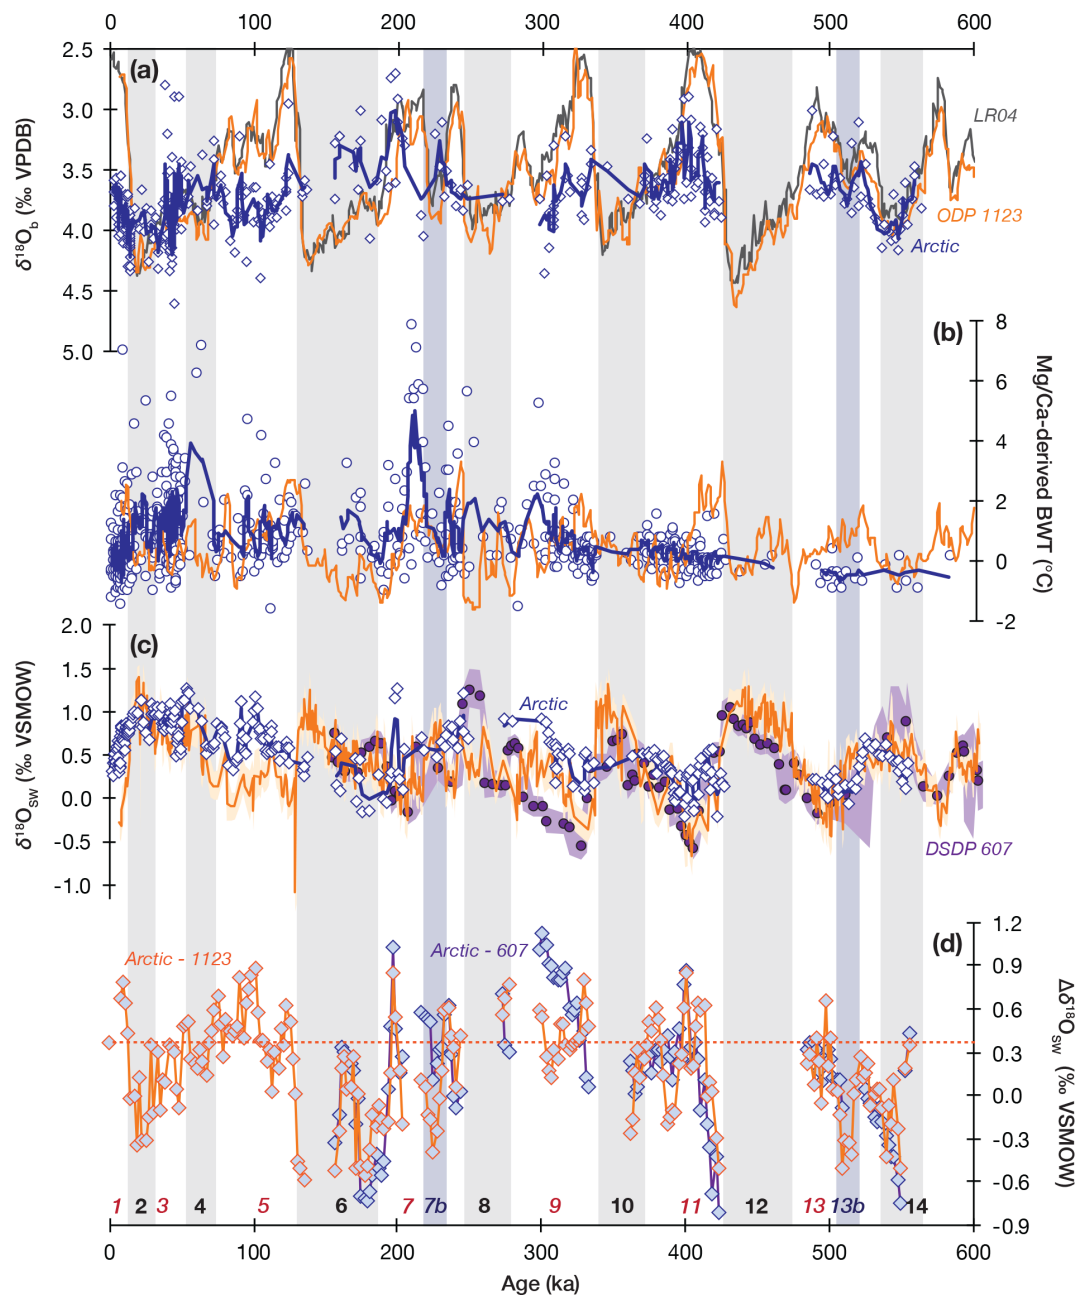 0 100 200 300 400 500 600
(a)
2.5
3.0
3.5
4.0
4.5
5.0
δ¹⁸O_b (‰ VPDB)
LR04
ODP 1123
Arctic
(b)
8
6
4
2
0
-2
Mg/Ca-derived BWT (°C)
(c)
2.0
1.5
1.0
0.5
0.0
-0.5
-1.0
δ¹⁸O_sw (‰ VSMOW)
Arctic
DSDP 607
(d)
1.2
0.9
0.6
0.3
0.0
-0.3
-0.6
-0.9
Δδ¹⁸O_sw (‰ VSMOW)
Arctic - 1123
Arctic - 607
1 2 3 4 5 6 7 7b 8 9 10 11 12 13 13b 14
0 100 200 300 400 500 600
Age (ka)